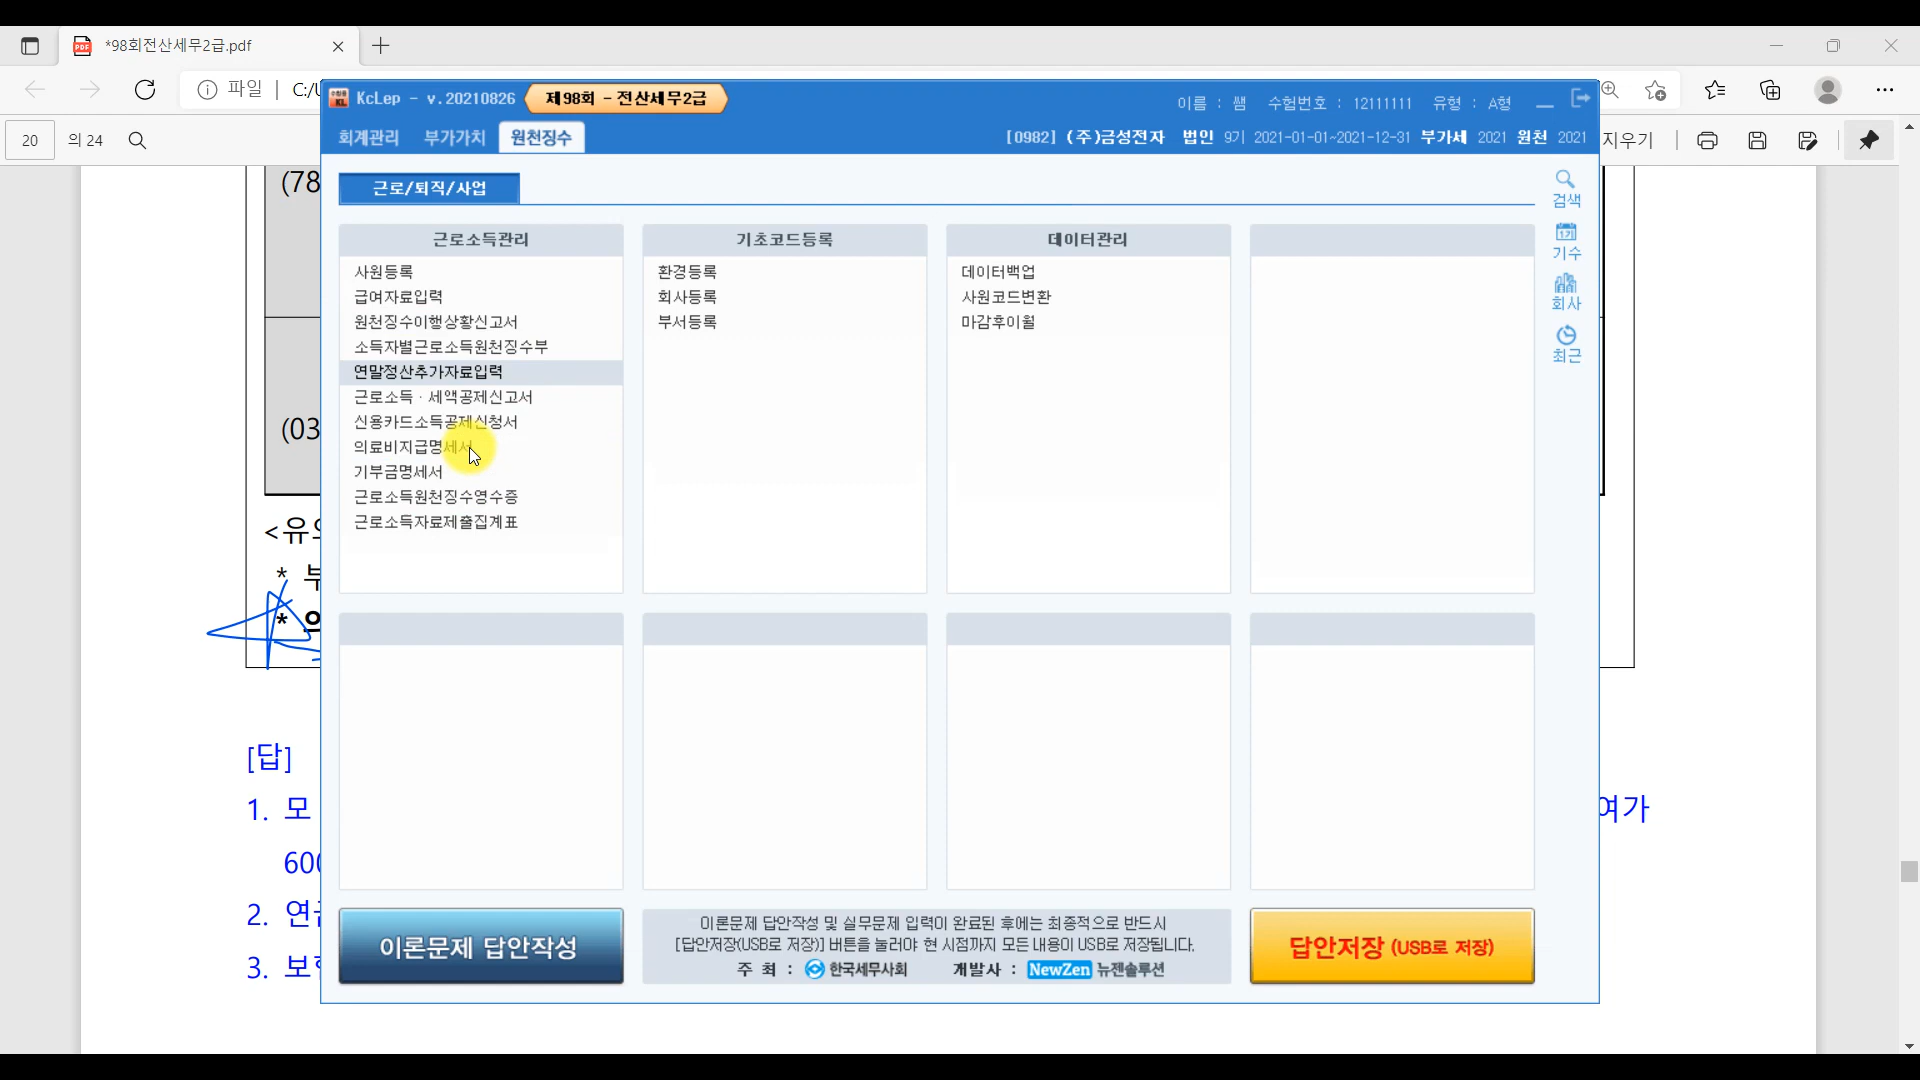 *98회전산세무2급.pdf
파일
C:/U
20 의 24
지우기
KcLep - v.20210826 제98회 - 전산세무2급
이름 : 쌤 수험번호 : 12111111 유형 : A형
회계관리 부가가치 원천징수
[0982] (주)금성전자 법인 9기 2021-01-01~2021-12-31 부가세 2021 원천 2021
근로/퇴직/사업
검색
기수
회사
최근
근로소득관리
사원등록
급여자료입력
원천징수이행상황신고서
소득자별근로소득원천징수부
연말정산추가자료입력
근로소득 · 세액공제신고서
신용카드소득공제신청서
의료비지급명세서
기부금명세서
근로소득원천징수영수증
근로소득자료제출집계표
기초코드등록
환경등록
회사등록
부서등록
데이터관리
데이터백업
사원코드변환
마감후이월
이론문제 답안작성
이론문제 답안작성 및 실무문제 입력이 완료된 후에는 최종적으로 반드시
[답안저장(USB로 저장)] 버튼을 눌러야 현 시점까지 모든 내용이 USB로 저장됩니다.
주 최 : 한국세무사회 개발사 : NewZen 뉴젠솔루션
답안저장 (USB로 저장)
(78
(03
<유
*
*
[답]
1. 모
여가
600
2. 연
3. 보